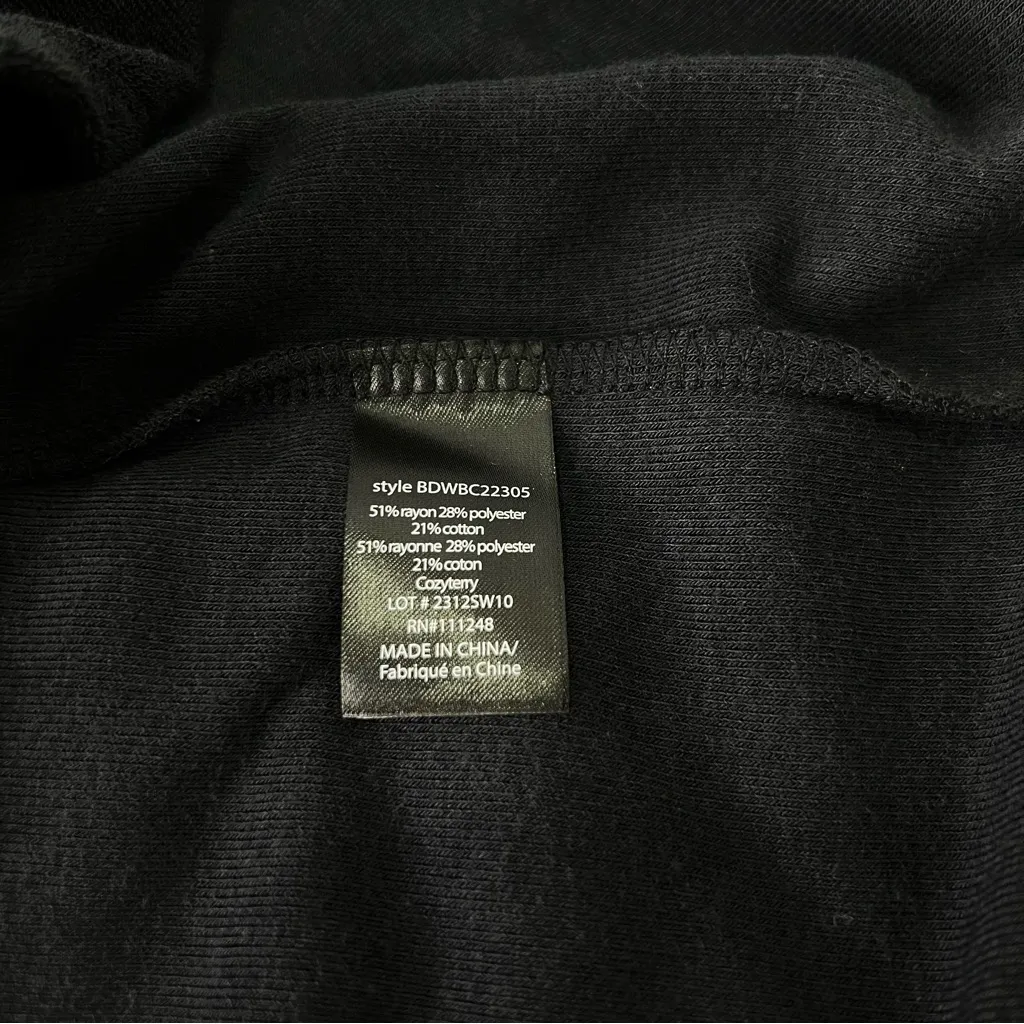 style BDWBC22305
51% rayon 28% polyester
21% cotton
51% rayonne 28% polyester
21% coton
Cozyterry
LOT # 2312SW10
RN#111248
MADE IN CHINA/
Fabriqué en Chine